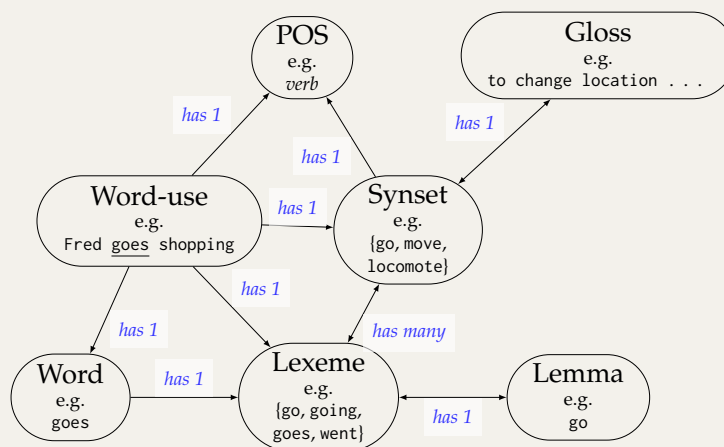 POS
e.g.
verb
Gloss
e.g.
to change location . . .
has 1
has 1
has 1
Word-use
e.g.
Fred goes shopping
has 1
Synset
e.g.
{go, move,
locomote}
has 1
has 1
has many
Word
e.g.
goes
has 1
Lexeme
e.g.
{go, going,
goes, went}
has 1
Lemma
e.g.
go